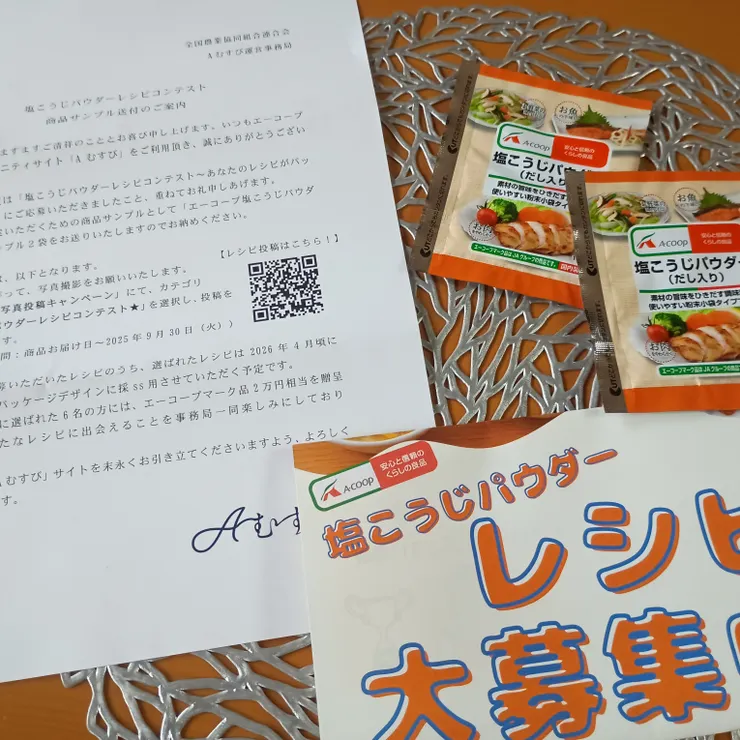 全国農業協同組合連合会
Aむすび運営事務局
塩こうじパウダーレシピコンテスト
商品サンプル送付のご案内
ますますご清祥のこととお喜び申し上げます。いつもエーコープ
ニティサイト「A むすび」をご利用頂き、誠にありがとうござい
は「塩こうじパウダーレシピコンテスト～あなたのレシピがパッ
にご応募いただきましたこと、重ねてお礼申しあげます。
いただくための商品サンプルとして「エーコープ塩こうじパウダ
プル2袋をお送りいたしますのでお納めください。
【レシピ投稿はこちら!】
は、以下となります。
って、写真撮影をお願いいたします。
写真投稿キャンペーン」にて、カテゴリ
パウダーレシピコンテスト★」を選択し、投稿を
す。
間:商品お届け日～2025年9月30日(火))
いただいたレシピのうち、選ばれたレシピは2026年4月頃に
パッケージデザインに採ss用させていただく予定です。
に選ばれた6名の方には、エーコープマーク品2万円相当を贈呈
たなレシピに出会えることを事務局一同楽しみにしており
むすび」サイトを末永くお引き立てくださいますよう、よろしく
す。
Aむす
お魚
A-coop
安心と信頼の
くらしの良品
塩こうじパウダ
(だし入り)
素材の旨味をひきだす
使いやすい粉末小袋タイプ
エーコープマーク品はJAグループの商品です。
国内
お魚
A-coop
安心と信頼の
くらしの良品
塩こうじパウダー
(だし入り)
素材の旨味をひきだす調味
使いやすい粉末小袋タイプ
お肉
エーコープマーク品はJAグループの
A-coop
安心と信頼の
くらしの良品
塩こうじパウダー
レシピ
大募集